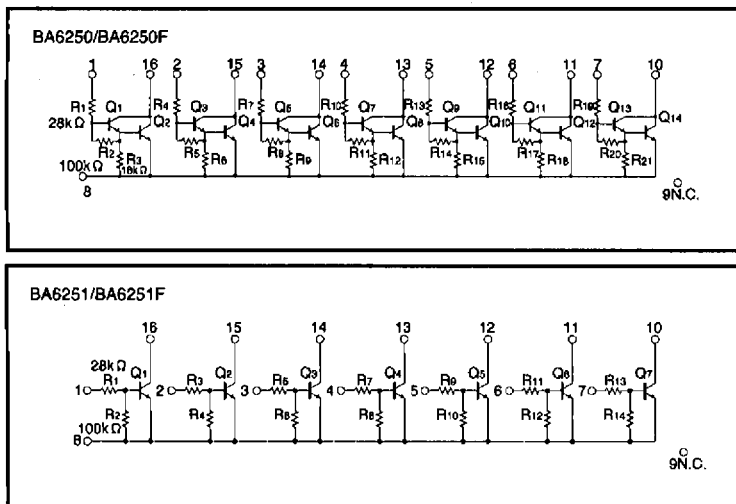 BA6250/BA6250F
1 16 2 15 3 14 4 13 5 12 6 11 7 10
R1 Q1 R4 Q3 R7 Q5 R10 Q7 R13 Q9 R16 Q11 R19 Q13
28kΩ Q2 Q4 Q6 Q8 Q10 Q12 Q14
R2 R3 R5 R6 R8 R9 R11 R12 R14 R15 R17 R18 R20 R21
18kΩ
100kΩ
8
9N.C.
BA6251/BA6251F
16 15 14 13 12 11 10
28kΩ Q1 Q2 Q3 Q4 Q5 Q6 Q7
1 R1 2 R3 3 R5 4 R7 5 R9 6 R11 7 R13
R2 R4 R6 R8 R10 R12 R14
100kΩ
8
9N.C.